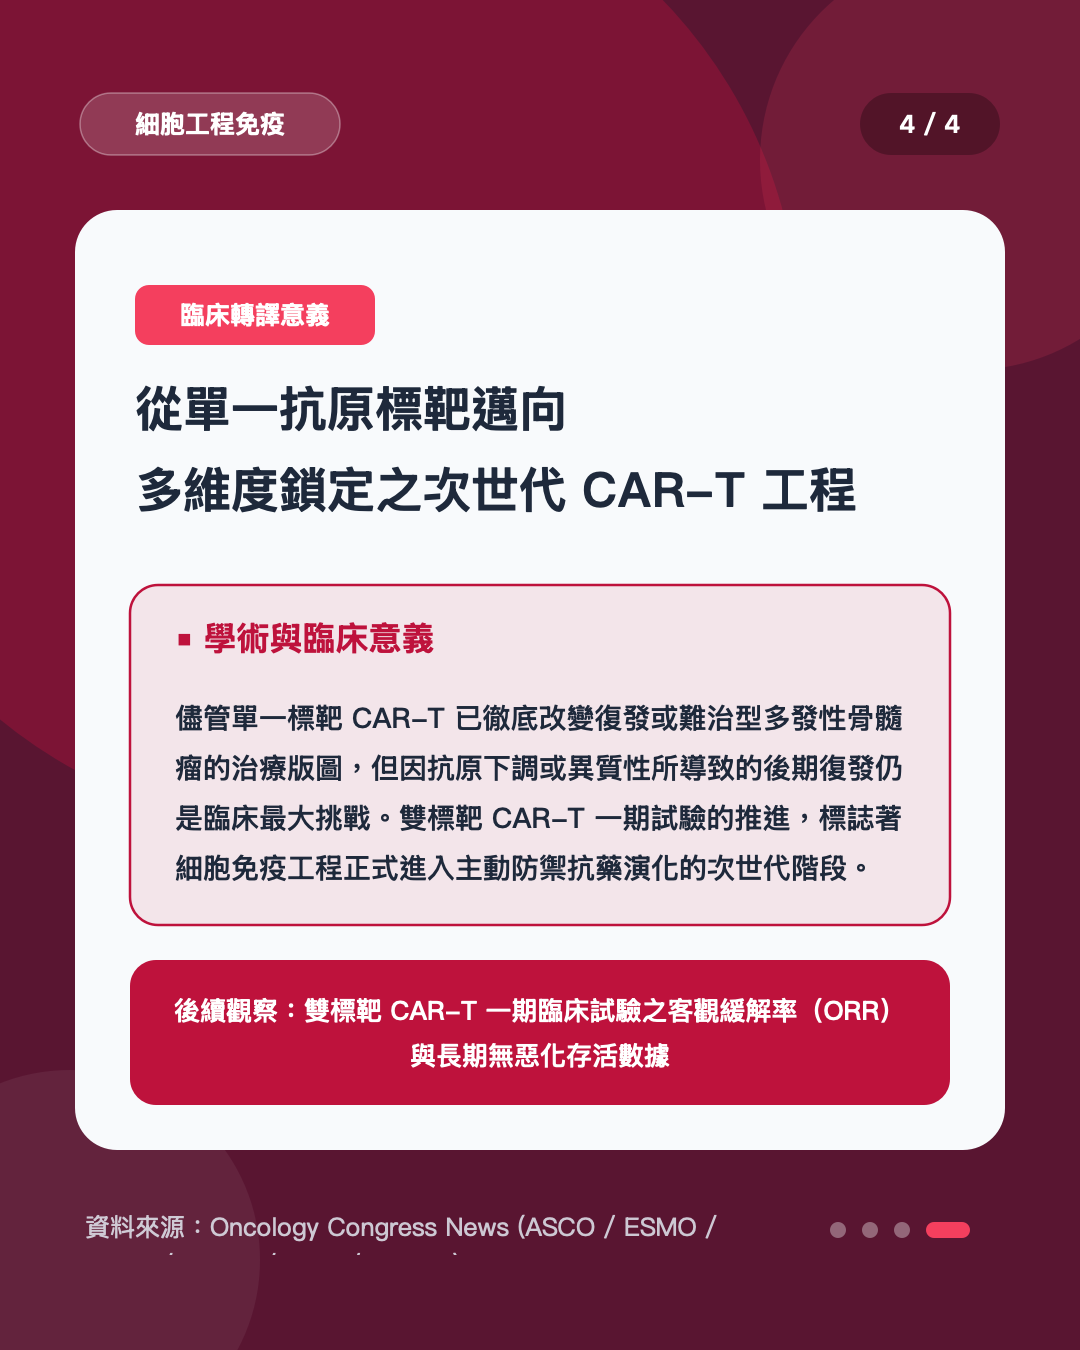 細胞工程免疫
4 / 4
臨床轉譯意義
從單一抗原標靶邁向
多維度鎖定之次世代 CAR-T 工程
▪ 學術與臨床意義
儘管單一標靶 CAR-T 已徹底改變復發或難治型多發性骨髓
瘤的治療版圖，但因抗原下調或異質性所導致的後期復發仍
是臨床最大挑戰。雙標靶 CAR-T 一期試驗的推進，標誌著
細胞免疫工程正式進入主動防禦抗藥演化的次世代階段。
後續觀察：雙標靶 CAR-T 一期臨床試驗之客觀緩解率（ORR）
與長期無惡化存活數據
資料來源：Oncology Congress News (ASCO / ESMO /